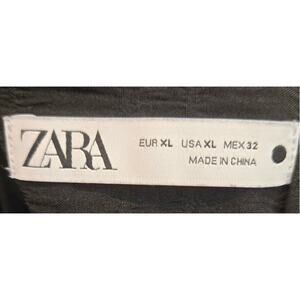 ZARA
EUR XL USA XL MEX 32
MADE IN CHINA